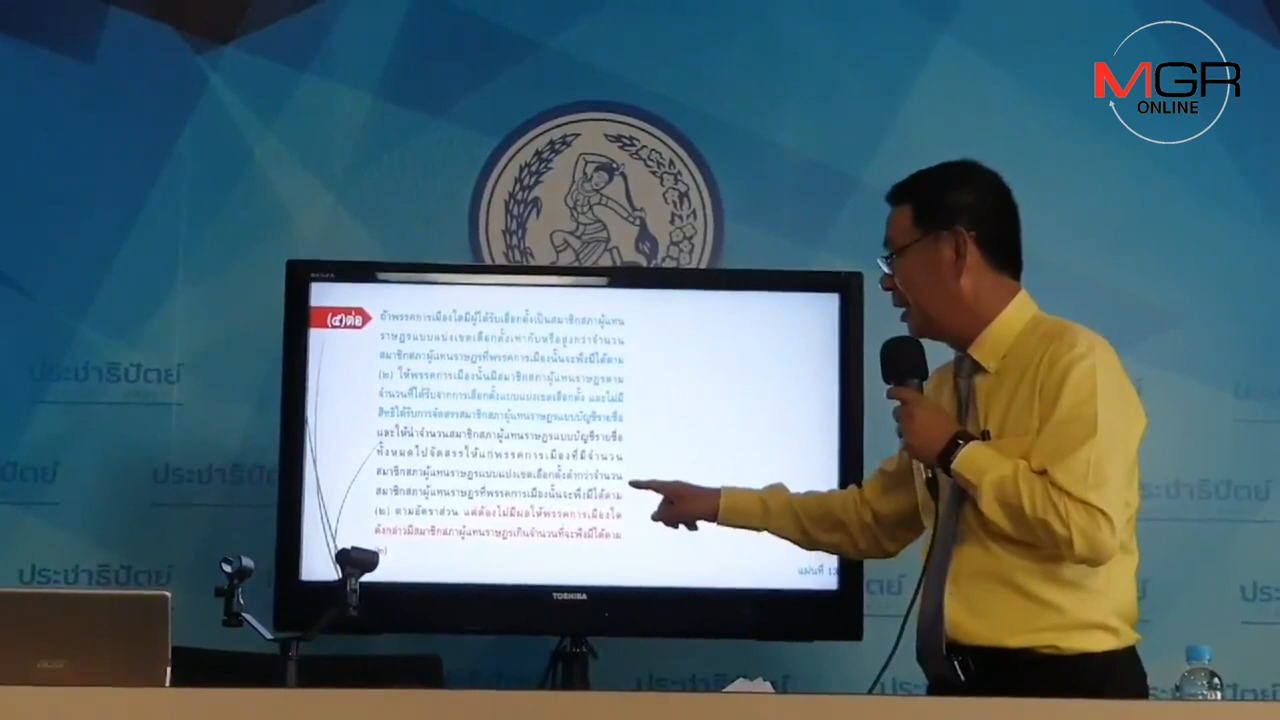 MGR
ONLINE
(๕)ต่อ
ถ้าพรรคการเมืองใดมีผู้ได้รับเลือกตั้งเป็นสมาชิกสภาผู้แทน
ราษฎรแบบแบ่งเขตเลือกตั้งเท่ากับหรือสูงกว่าจำนวน
สมาชิกสภาผู้แทนราษฎรที่พรรคการเมืองนั้นจะพึงมีได้ตาม
(๒) ให้พรรคการเมืองนั้นมีสมาชิกสภาผู้แทนราษฎรตาม
จำนวนที่ได้รับจากการเลือกตั้งแบบแบ่งเขตเลือกตั้ง และไม่มี
สิทธิได้รับการจัดสรรสมาชิกสภาผู้แทนราษฎรแบบบัญชีรายชื่อ
และให้นำจำนวนสมาชิกสภาผู้แทนราษฎรแบบบัญชีรายชื่อ
ทั้งหมดไปจัดสรรให้แก่พรรคการเมืองที่มีจำนวน
สมาชิกสภาผู้แทนราษฎรแบบแบ่งเขตเลือกตั้งต่ำกว่าจำนวน
สมาชิกสภาผู้แทนราษฎรที่พรรคการเมืองนั้นจะพึงมีได้ตาม
(๒) ตามอัตราส่วน แต่ต้องไม่มีผลให้พรรคการเมืองใด
ดังกล่าวมีสมาชิกสภาผู้แทนราษฎรเกินจำนวนที่จะพึงมีได้ตาม
๒)
แผ่นที่ 13
TOSHIBA
acer
ประชาธิปัตย์
ประชาธิปัตย์